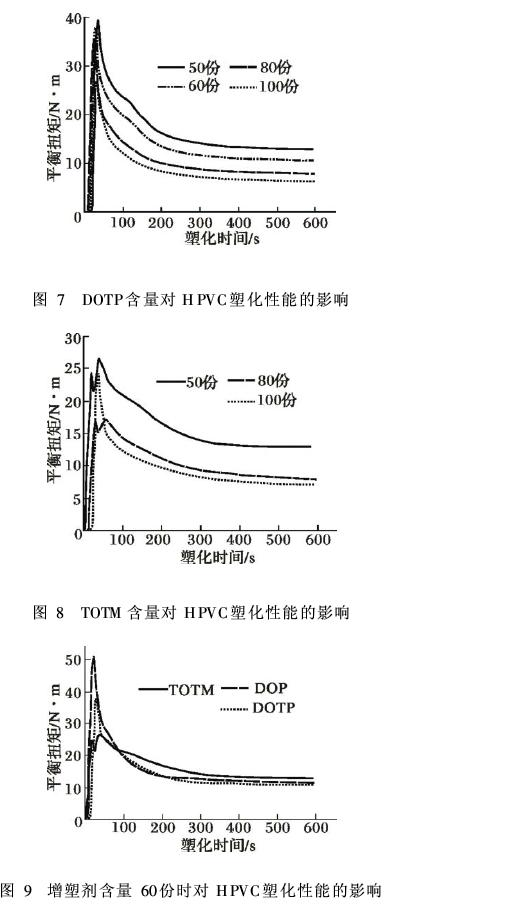 40
30
20
10
0
平衡扭矩/N·m
50份 80份
60份 100份
100 200 300 400 500 600
塑化时间/s
图 7 DOTP含量对 HPVC塑化性能的影响
30
25
20
15
10
5
0
平衡扭矩/N·m
50份 80份
100份
100 200 300 400 500 600
塑化时间/s
图 8 TOTM 含量对 HPVC塑化性能的影响
50
40
30
20
10
0
平衡扭矩/N·m
TOTM DOP
DOTP
100 200 300 400 500 600
塑化时间/s
图 9 增塑剂含量 60份时对 HPVC塑化性能的影响